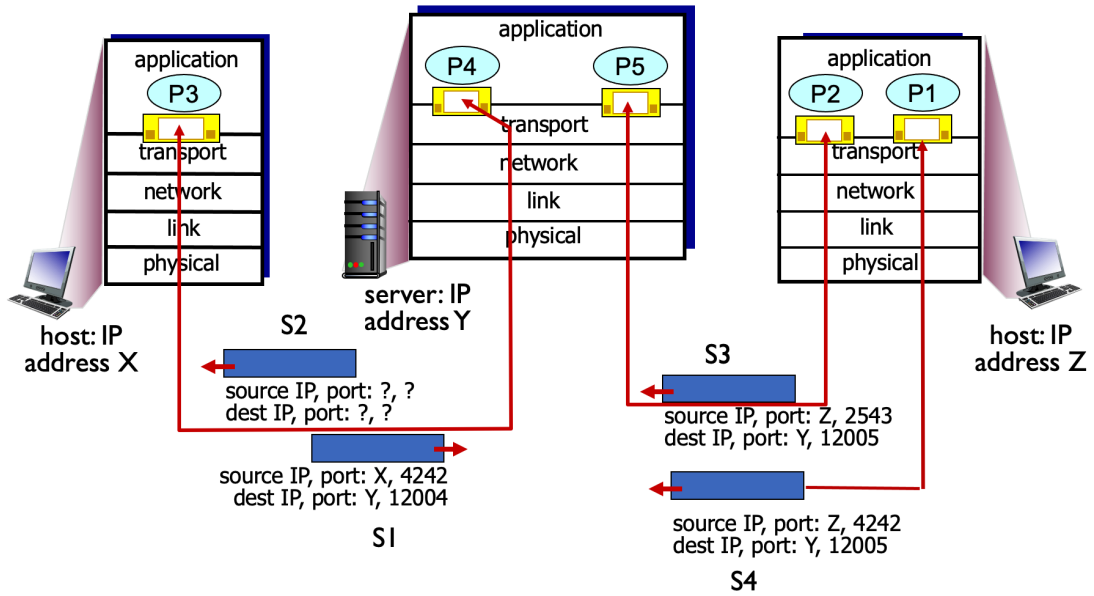 application
P3
transport
network
link
physical
host: IP
address X
application
P4
P5
transport
network
link
physical
server: IP
address Y
application
P2
P1
transport
network
link
physical
host: IP
address Z
S2
source IP, port: ?, ?
dest IP, port: ?, ?
source IP, port: X, 4242
dest IP, port: Y, 12004
S1
S3
source IP, port: Z, 2543
dest IP, port: Y, 12005
source IP, port: Z, 4242
dest IP, port: Y, 12005
S4